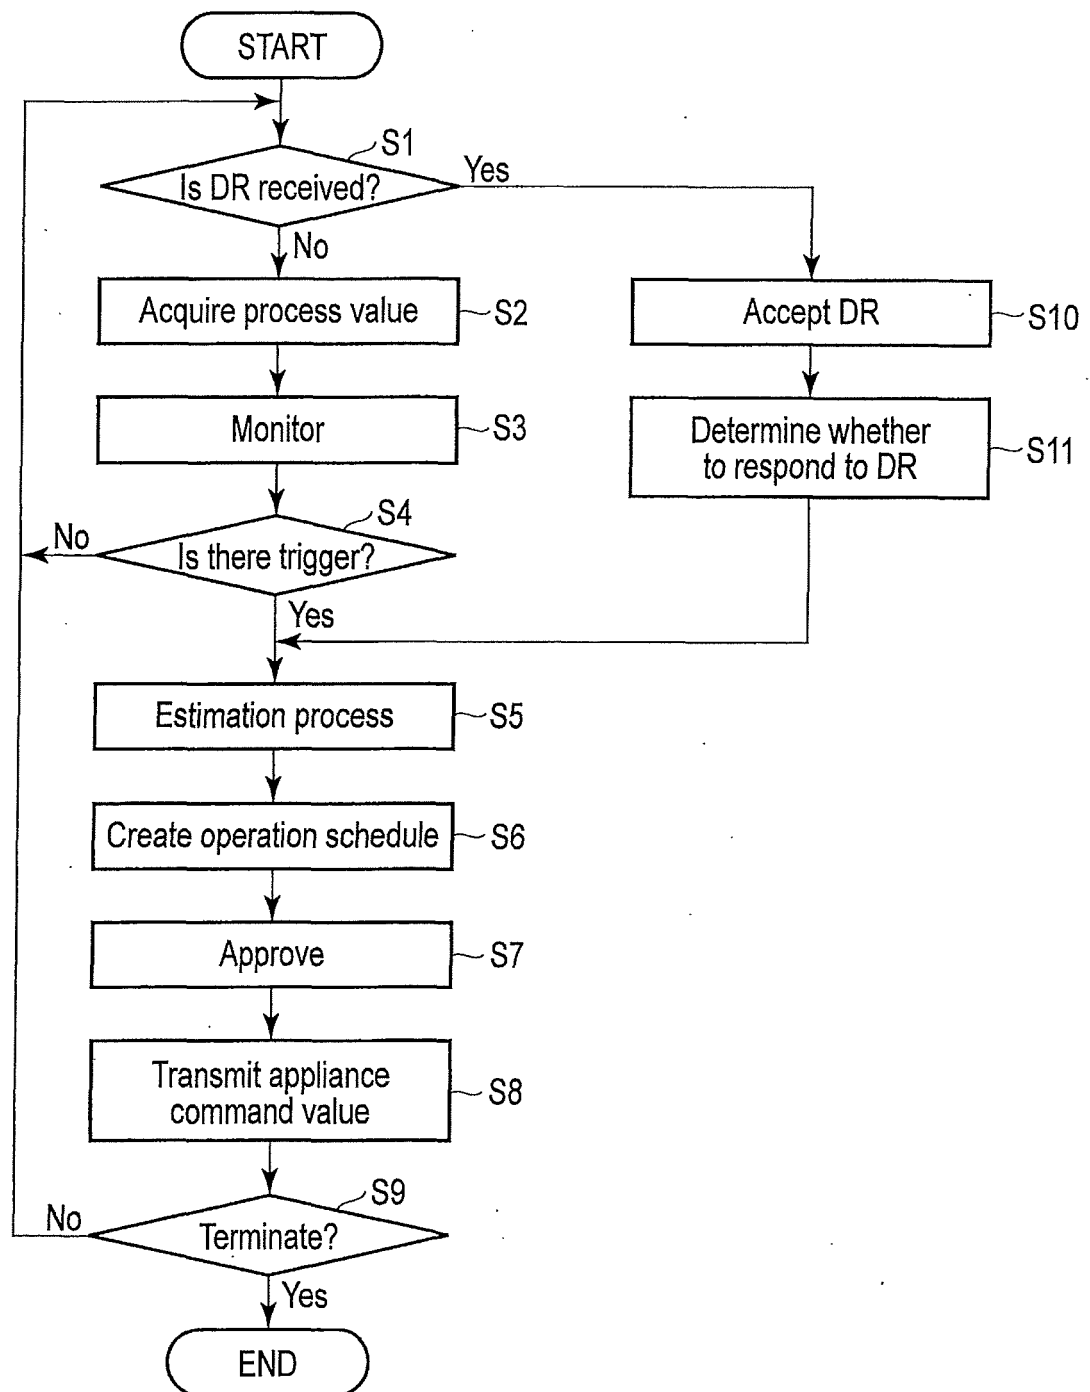 START
S1
Is DR received?
Yes
No
Acquire process value
S2
Accept DR
S10
Monitor
S3
Determine whether
to respond to DR
S11
S4
Is there trigger?
No
Yes
Estimation process
S5
Create operation schedule
S6
Approve
S7
Transmit appliance
command value
S8
S9
Terminate?
No
Yes
END